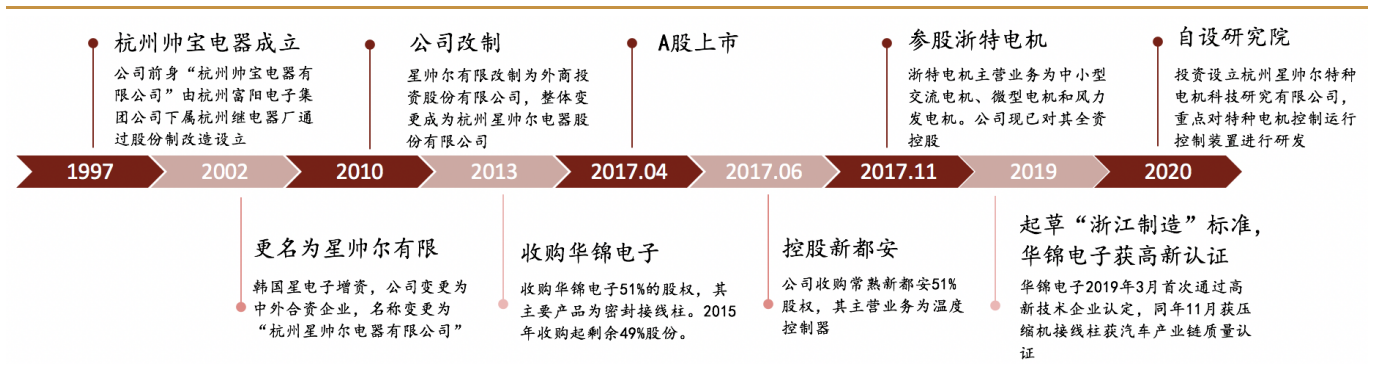 杭州帅宝电器成立
公司前身“杭州帅宝电器有
限公司”由杭州富阳电子集
团公司下属杭州继电器厂通
过股份制改造设立
公司改制
星帅尔有限改制为外商投
资股份有限公司，整体变
更成为杭州星帅尔电器股
份有限公司
A股上市
参股浙特电机
浙特电机主营业务为中小型
交流电机、微型电机和风力
发电机。公司现已对其全资
控股
自设研究院
投资设立杭州星帅尔特种
电机科技研究有限公司，
重点对特种电机控制运行
控制装置进行研发
1997
2002
2010
2013
2017.04
2017.06
2017.11
2019
2020
更名为星帅尔有限
韩国星电子增资，公司变更为
中外合资企业，名称变更为
“杭州星帅尔电器有限公司”
收购华锦电子
收购华锦电子51%的股权，其
主要产品为密封接线柱。2015
年收购起剩余49%股份。
控股新都安
公司收购常熟新都安51%
股权，其主营业务为温度
控制器
起草“浙江制造”标准，
华锦电子获高新认证
华锦电子2019年3月首次通过高
新技术企业认定，同年11月获压
缩机接线柱获汽车产业链质量认
证